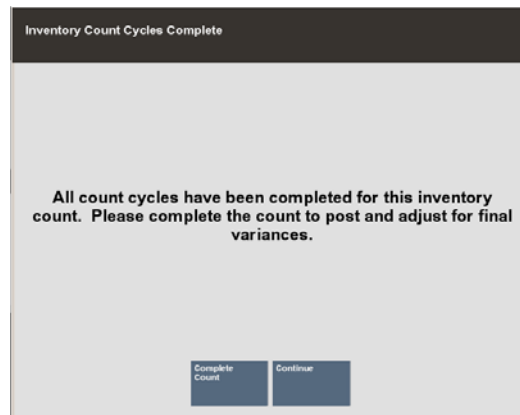 Inventory Count Cycles Complete
All count cycles have been completed for this inventory
count.  Please complete the count to post and adjust for final
variances.
Complete
Count
Continue